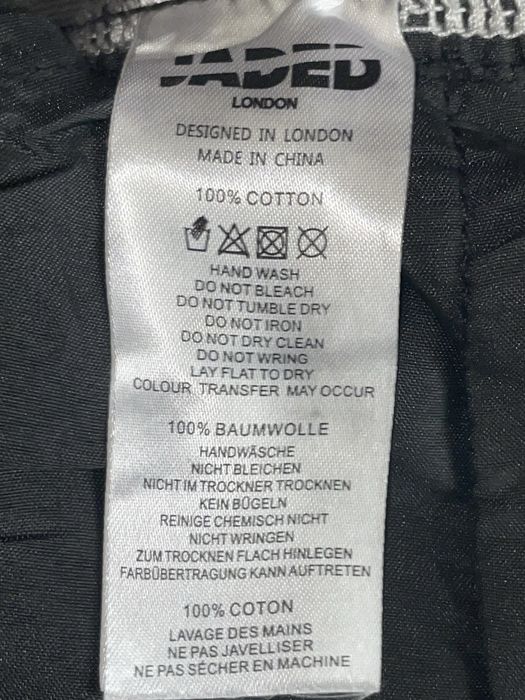 JADED
LONDON
DESIGNED IN LONDON
MADE IN CHINA
100% COTTON
HAND WASH
DO NOT BLEACH
DO NOT TUMBLE DRY
DO NOT IRON
DO NOT DRY CLEAN
DO NOT WRING
LAY FLAT TO DRY
COLOUR TRANSFER MAY OCCUR
100% BAUMWOLLE
HANDWÄSCHE
NICHT BLEICHEN
NICHT IM TROCKNER TROCKNEN
KEIN BÜGELN
REINIGE CHEMISCH NICHT
NICHT WRINGEN
ZUM TROCKNEN FLACH HINLEGEN
FARBÜBERTRAGUNG KANN AUFTRETEN
100% COTON
LAVAGE DES MAINS
NE PAS JAVELLISER
NE PAS SÉCHER EN MACHINE